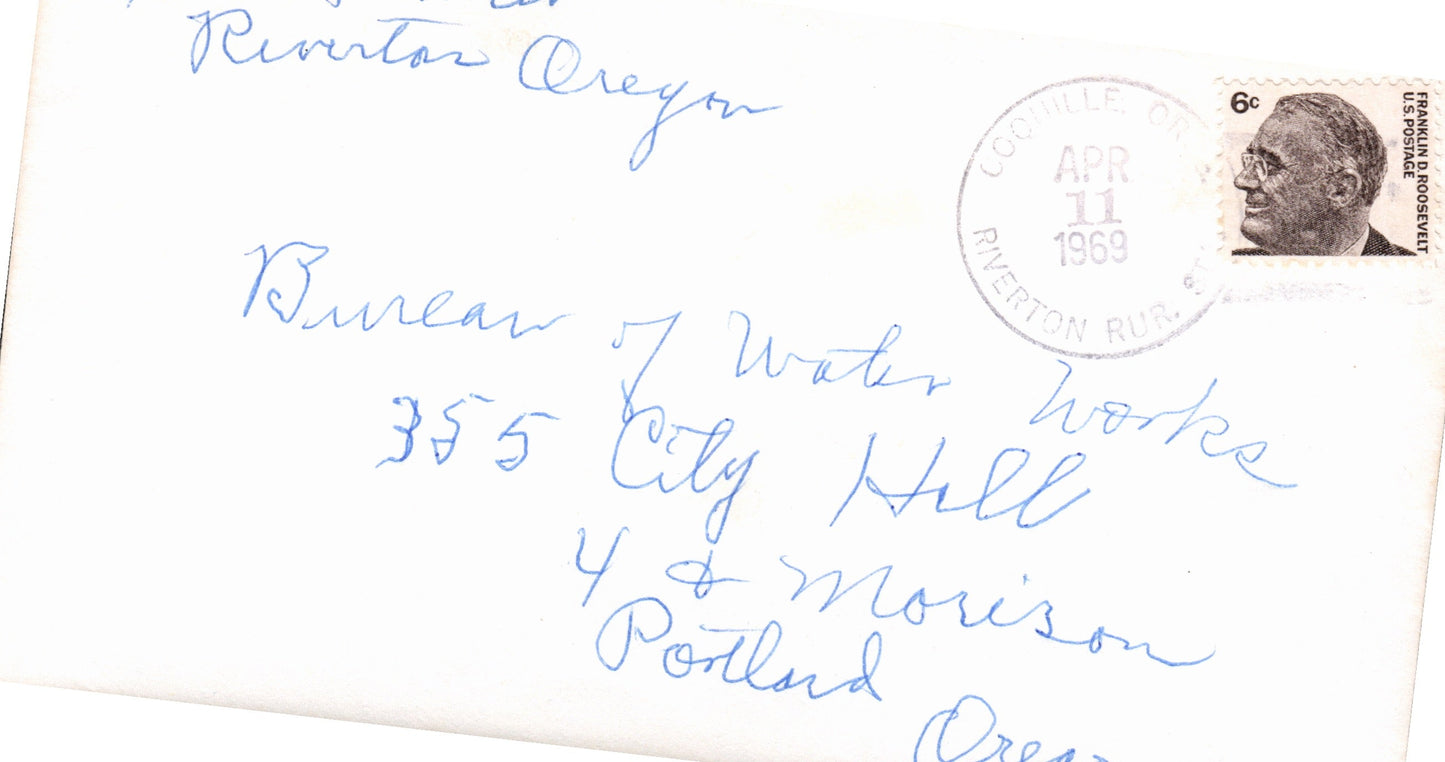 Riverton Oregon
COQUILLE, OR
APR
11
1969
RIVERTON RUR.
6c
FRANKLIN D. ROOSEVELT
U.S. POSTAGE
Bureau of Water Works
355 City Hall
4 & Morison
Portland